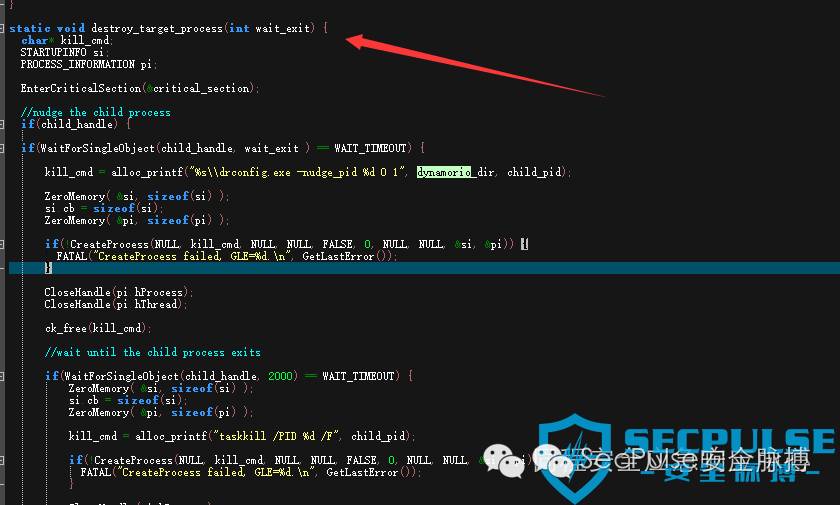 }
static void destroy_target_process(int wait_exit) {
char* kill_cmd;
STARTUPINFO si;
PROCESS_INFORMATION pi;
EnterCriticalSection(&critical_section);
//nudge the child process
if(child_handle) {
if(WaitForSingleObject(child_handle, wait_exit ) == WAIT_TIMEOUT) {
kill_cmd = alloc_printf("%s\\drconfig.exe -nudge_pid %d 0 1", dynamorio_dir, child_pid);
ZeroMemory( &si, sizeof(si) );
si.cb = sizeof(si);
ZeroMemory( &pi, sizeof(pi) );
if(!CreateProcess(NULL, kill_cmd, NULL, NULL, FALSE, 0, NULL, NULL, &si, &pi)) {
FATAL("CreateProcess failed, GLE=%d.\n", GetLastError());
}
CloseHandle(pi.hProcess);
CloseHandle(pi.hThread);
ck_free(kill_cmd);
//wait until the child process exits
if(WaitForSingleObject(child_handle, 2000) == WAIT_TIMEOUT) {
ZeroMemory( &si, sizeof(si) );
si.cb = sizeof(si);
ZeroMemory( &pi, sizeof(pi) );
kill_cmd = alloc_printf("taskkill /PID %d /F", child_pid);
if(!CreateProcess(NULL, kill_cmd, NULL, NULL, FALSE, 0, NULL, NULL, &si, &pi)) {
FATAL("CreateProcess failed, GLE=%d.\n", GetLastError());
}
SECPULSE
安全脉搏
SecPulse安全脉搏